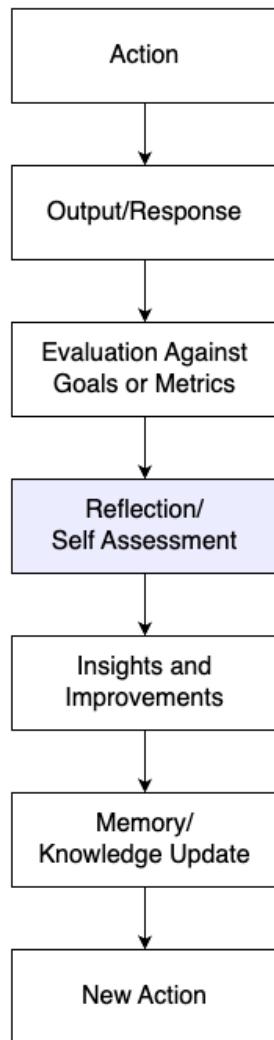 Action
Output/Response
Evaluation Against
Goals or Metrics
Reflection/
Self Assessment
Insights and
Improvements
Memory/
Knowledge Update
New Action